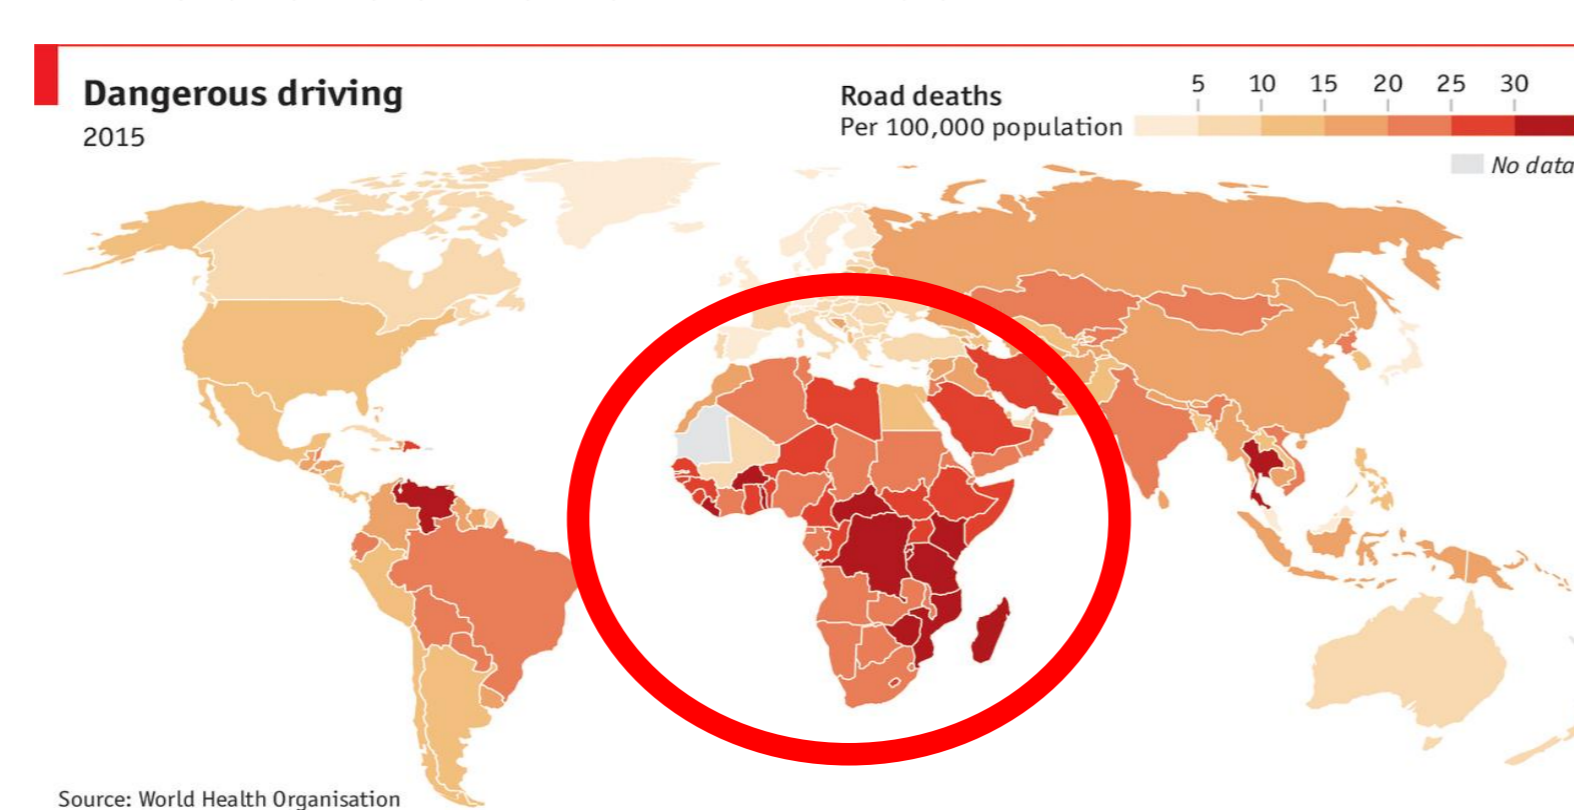 Dangerous driving
2015
Road deaths
Per 100,000 population
5 10 15 20 25 30
No data
Source: World Health Organisation